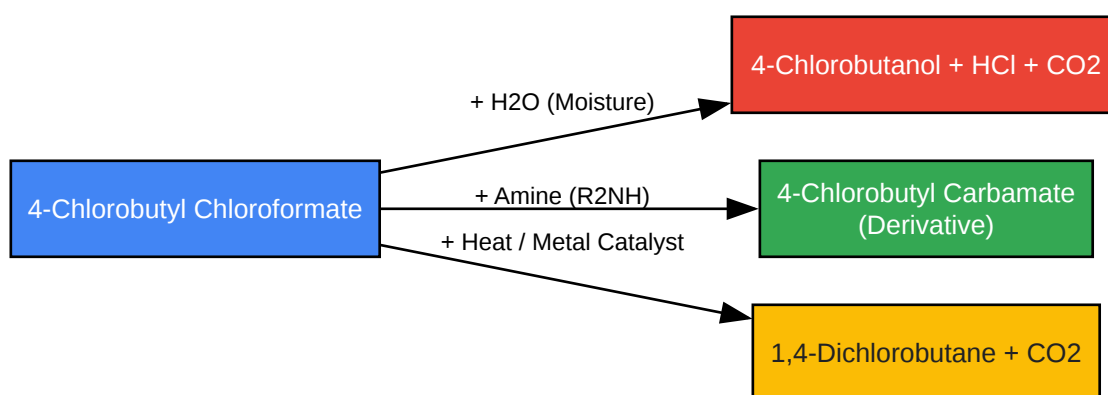 4-Chlorobutanol + HCl + CO2
+ H2O (Moisture)
4-Chlorobutyl Chloroformate
+ Amine (R2NH)
4-Chlorobutyl Carbamate
(Derivative)
+ Heat / Metal Catalyst
1,4-Dichlorobutane + CO2